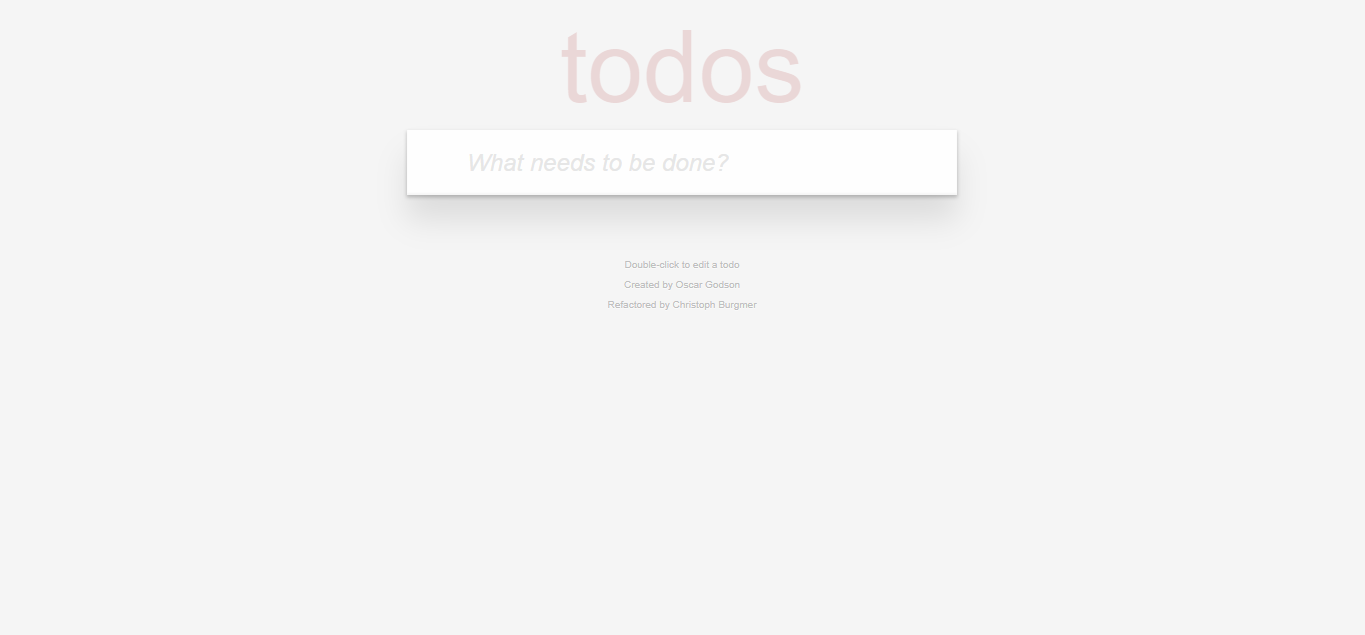 todos
What needs to be done?
Double-click to edit a todo
Created by Oscar Godson
Refactored by Christoph Burgmer